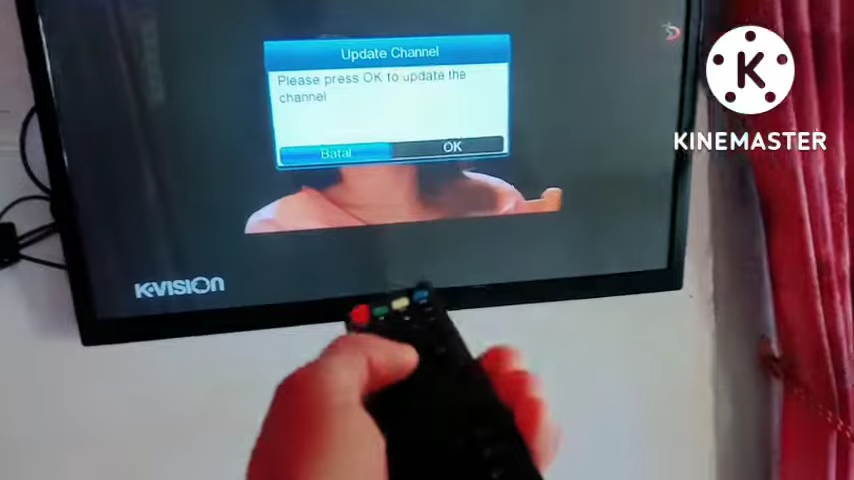 Update Channel
Please press OK to update the
channel
Batal
OK
K-VISION
K
KINEMASTER